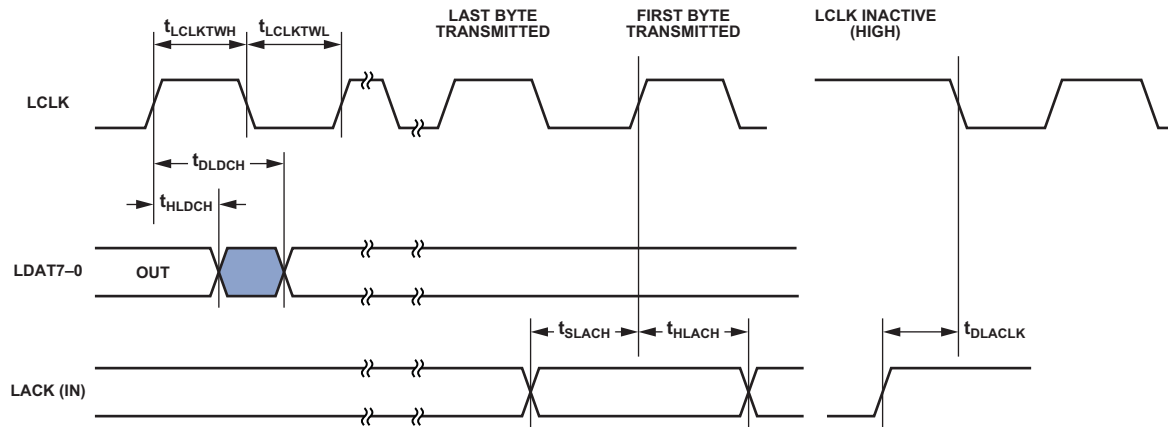 LAST BYTE
TRANSMITTED
FIRST BYTE
TRANSMITTED
LCLK INACTIVE
(HIGH)
tLCLKTWH
tLCLKTWL
LCLK
tDLDCH
tHLDCH
LDAT7–0
OUT
tSLACH
tHLACH
tDLACLK
LACK (IN)